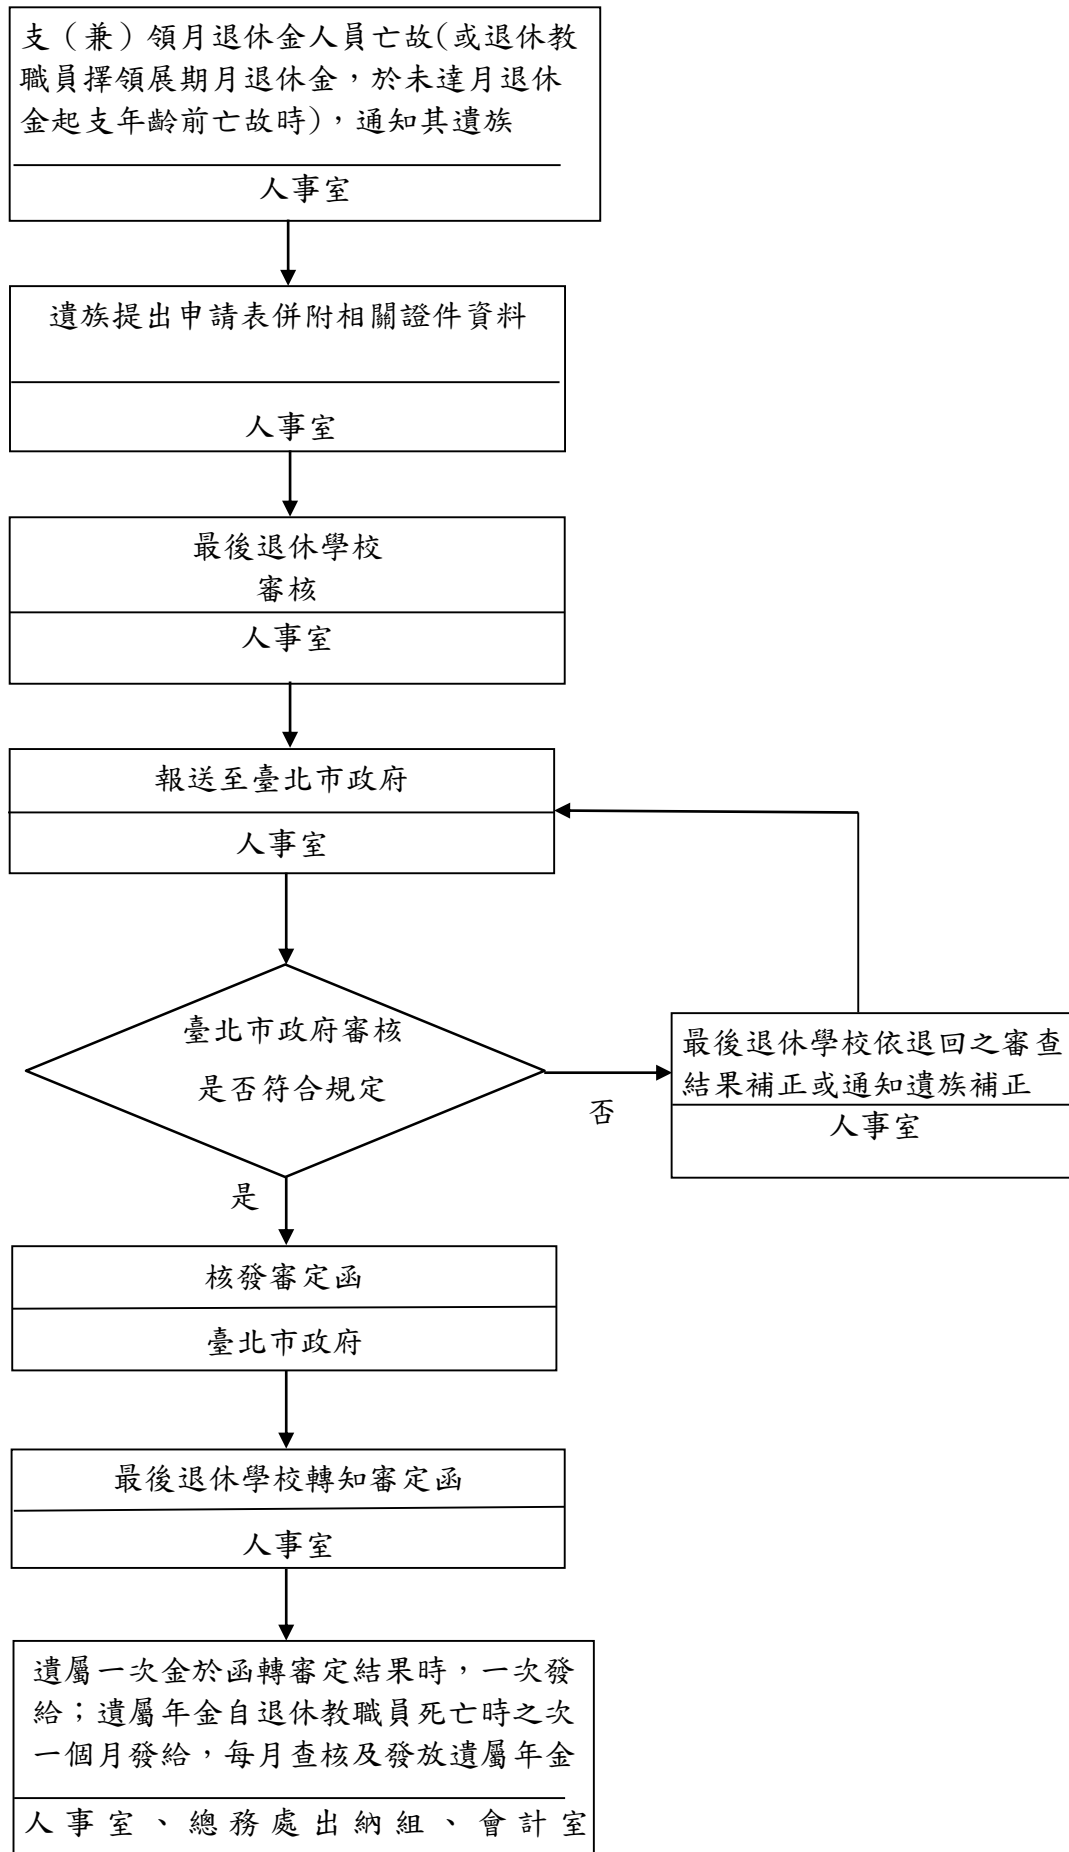 支（兼）領月退休金人員亡故(或退休教
職員擇領展期月退休金，於未達月退休
金起支年齡前亡故時)，通知其遺族
人事室
遺族提出申請表併附相關證件資料
人事室
最後退休學校
審核
人事室
報送至臺北市政府
人事室
臺北市政府審核
是否符合規定
否
最後退休學校依退回之審查
結果補正或通知遺族補正
人事室
是
核發審定函
臺北市政府
最後退休學校轉知審定函
人事室
遺屬一次金於函轉審定結果時，一次發
給；遺屬年金自退休教職員死亡時之次
一個月發給，每月查核及發放遺屬年金
人事室、總務處出納組、會計室